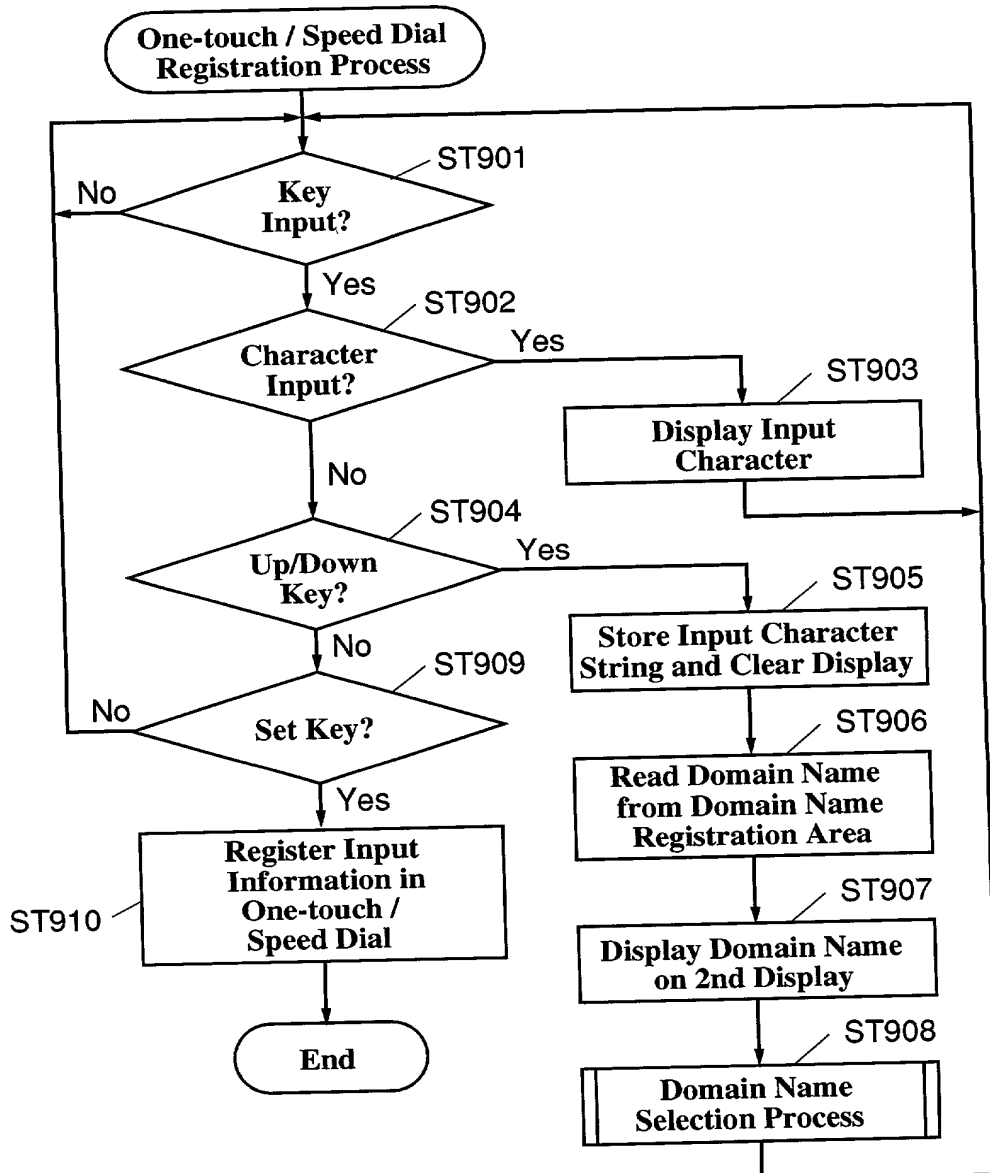 One-touch / Speed Dial
Registration Process
ST901
No
Key
Input?
Yes
ST902
Character
Input?
Yes
ST903
Display Input
Character
No
ST904
Up/Down
Key?
Yes
ST905
Store Input Character
String and Clear Display
No
ST909
No
Set Key?
ST906
Read Domain Name
from Domain Name
Registration Area
Yes
Register Input
Information in
One-touch /
Speed Dial
ST910
ST907
Display Domain Name
on 2nd Display
End
ST908
Domain Name
Selection Process